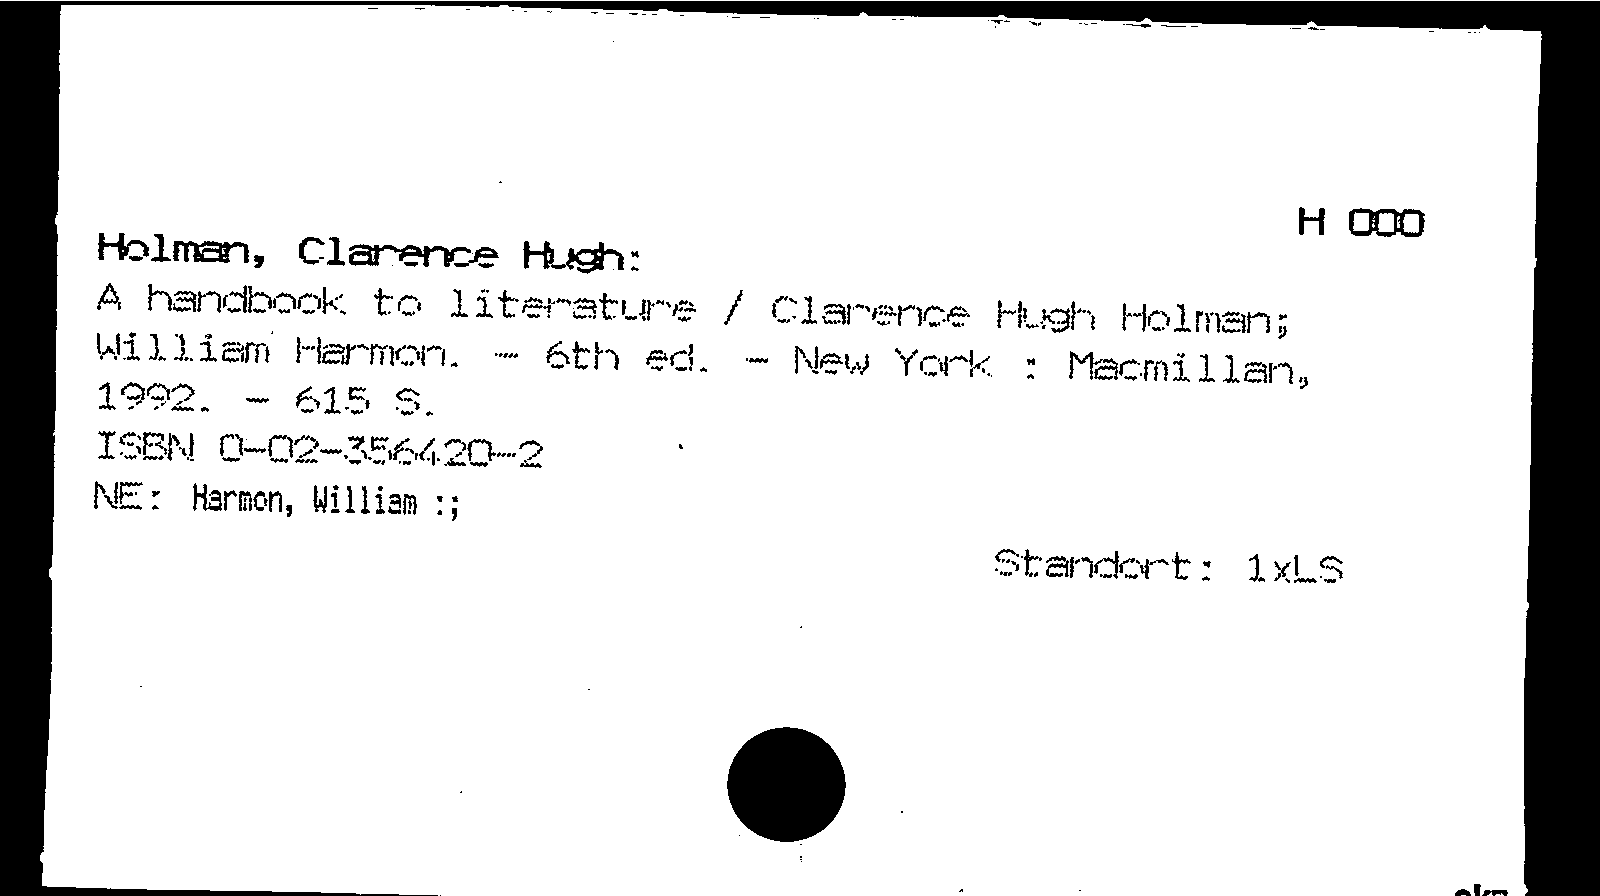 H 000
Holman, Clarence Hugh:
A handbook to literature / Clarence Hugh Holman;
William Harmon. - 6th ed. - New York : Macmillan,
1992. - 615 S.
ISBN 0-02-356420-2
NE: Harmon, William :;
Standort: 1xLS